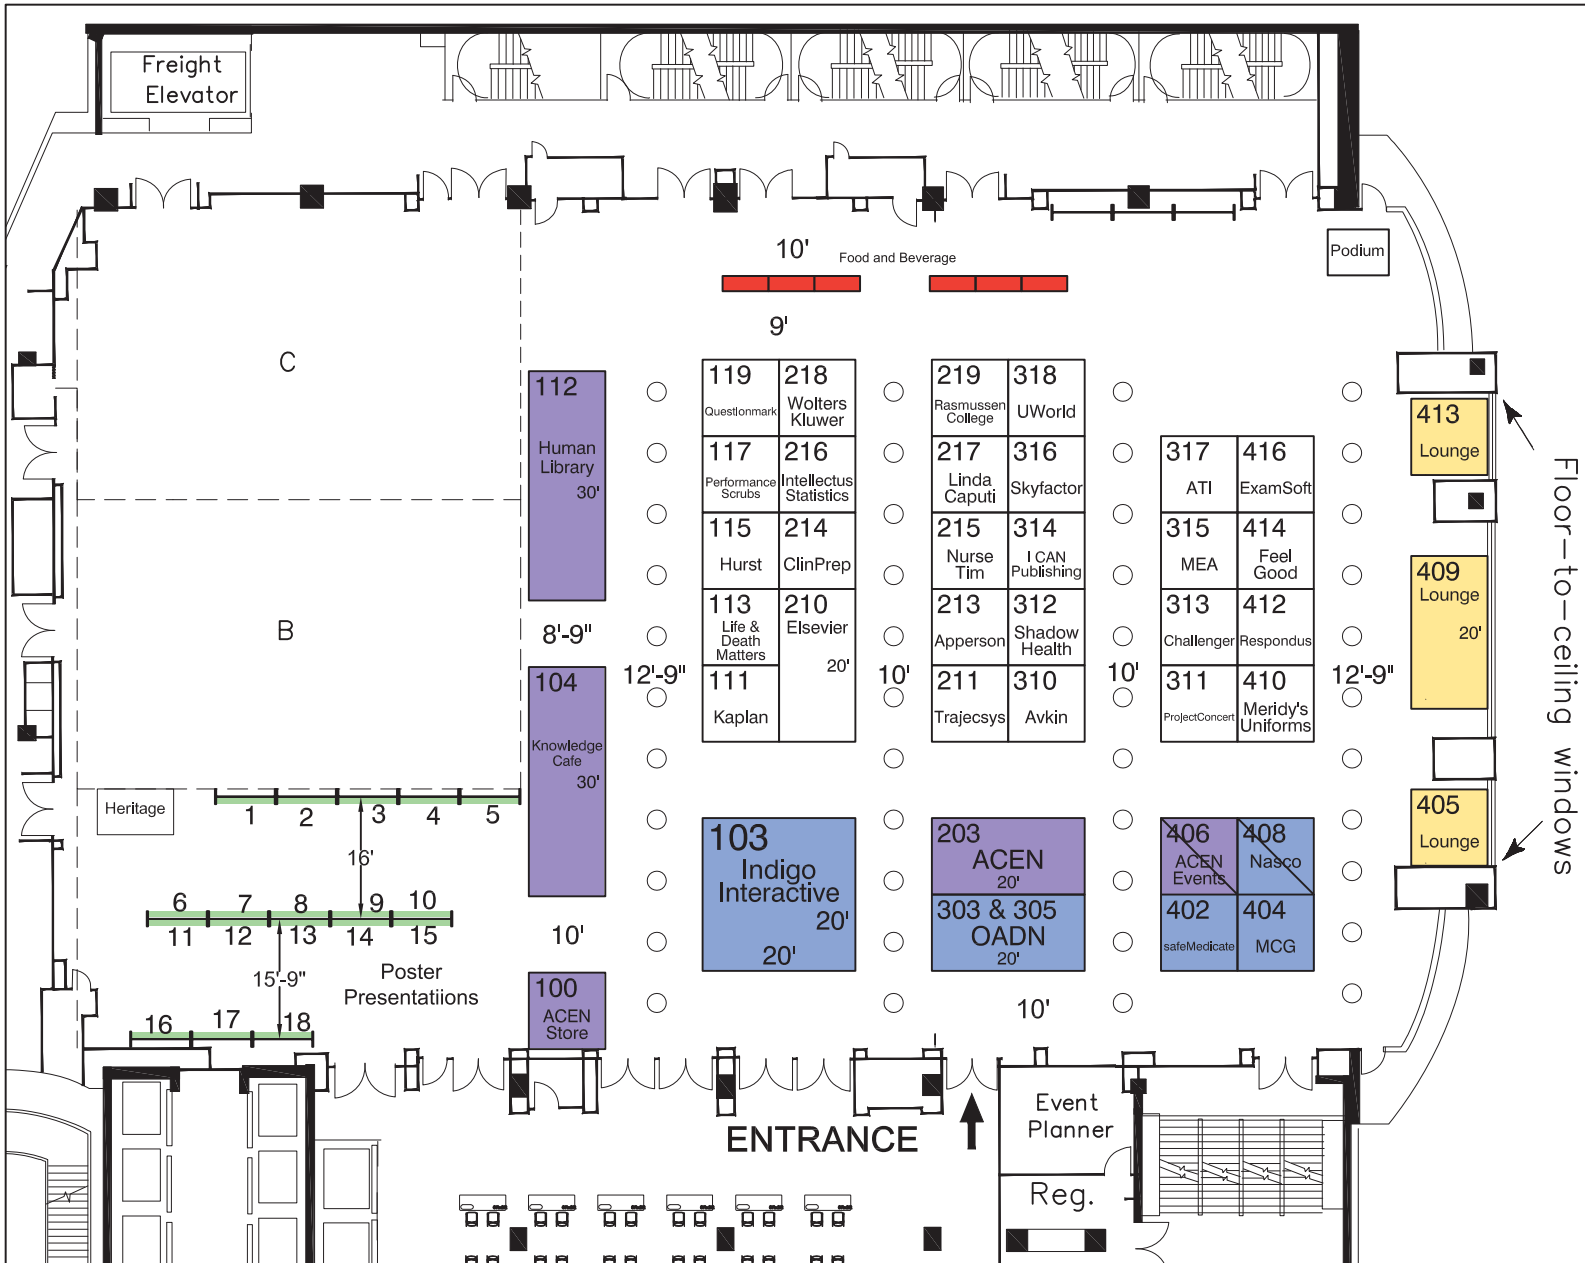 Freight
Elevator
Podium
10'
Food and Beverage
9'
C
B
112
Human
Library
30'
8'-9"
104
Knowledge
Cafe
30'
10'
100
ACEN
Store
12'-9"
119
Questionmark
218
Wolters
Kluwer
117
Performance
Scrubs
216
Intellectus
Statistics
115
Hurst
214
ClinPrep
113
Life &
Death
Matters
210
Elsevier
20'
111
Kaplan
10'
219
Rasmussen
College
318
UWorld
217
Linda
Caputi
316
Skyfactor
215
Nurse
Tim
314
I CAN
Publishing
213
Apperson
312
Shadow
Health
211
Trajecsys
310
Avkin
10'
317
ATI
416
ExamSoft
315
MEA
414
Feel
Good
313
Challenger
412
Respondus
311
ProjectConcert
410
Meridy's
Uniforms
12'-9"
413
Lounge
409
Lounge
20'
405
Lounge
Floor-to-ceiling windows
103
Indigo
Interactive
20'
20'
203
ACEN
20'
303 & 305
OADN
20'
406
ACEN
Events
408
Nasco
402
safeMedicate
404
MCG
10'
Heritage
1 2 3 4 5
16'
6 7 8 9 10
11 12 13 14 15
15'-9"
Poster
Presentatiions
16 17 18
ENTRANCE
Event
Planner
Reg.